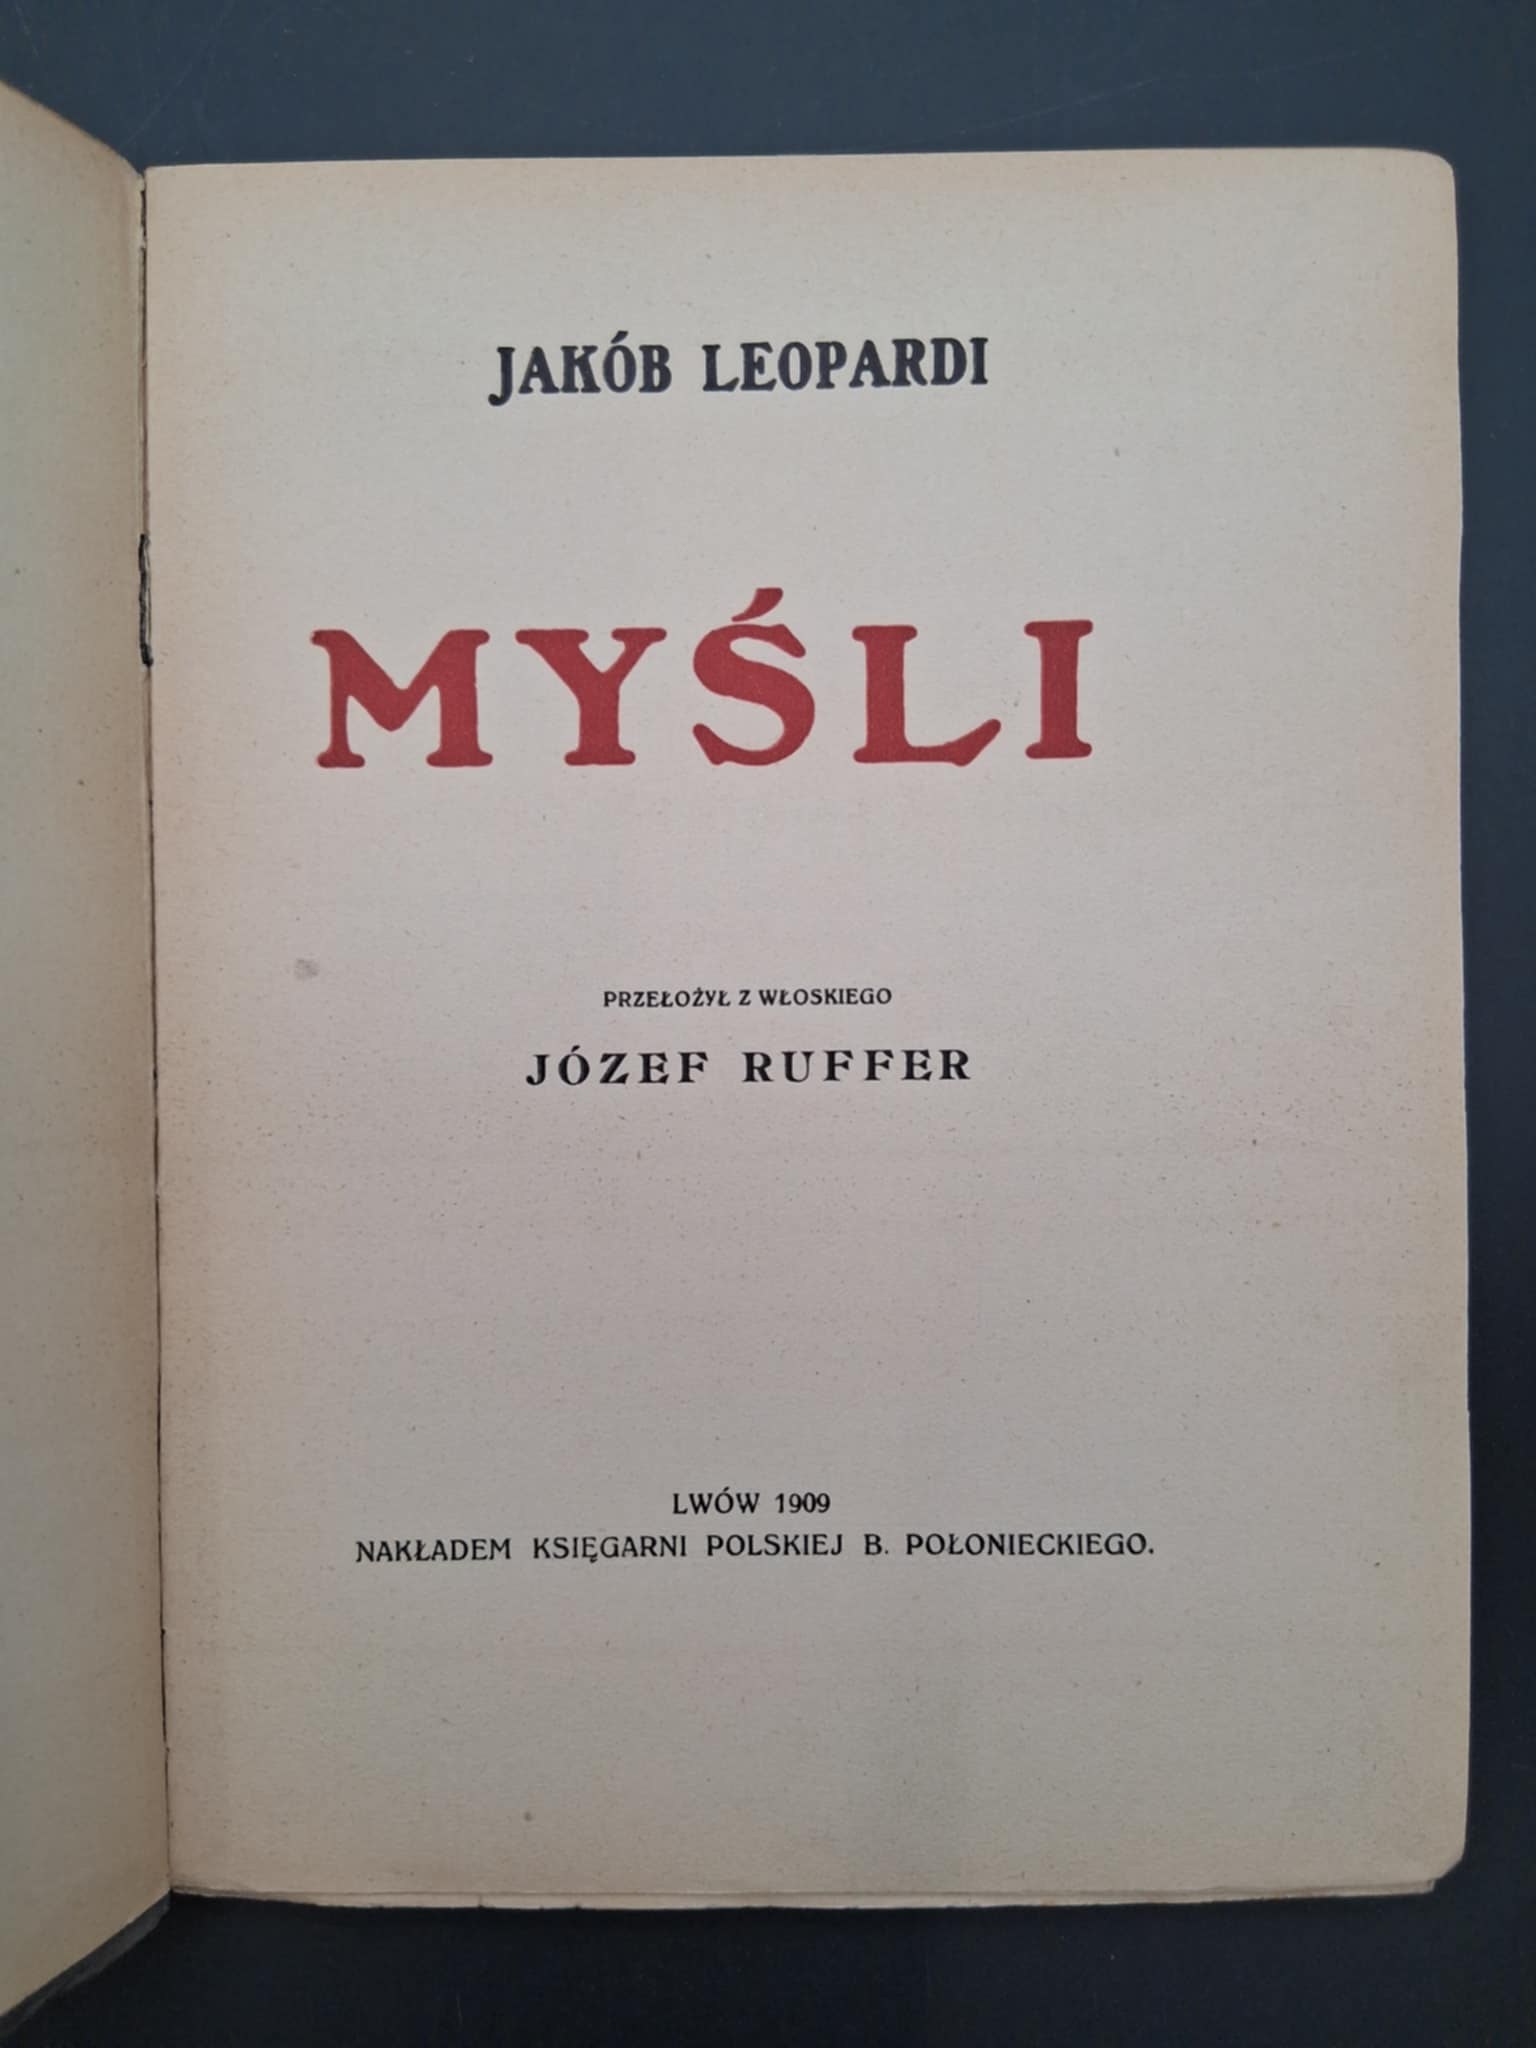 JAKÓB LEOPARDI
MYŚLI
PRZEŁOŻYŁ Z WŁOSKIEGO
JÓZEF RUFFER
LWÓW 1909
NAKŁADEM KSIĘGARNI POLSKIEJ B. POŁONIECKIEGO.